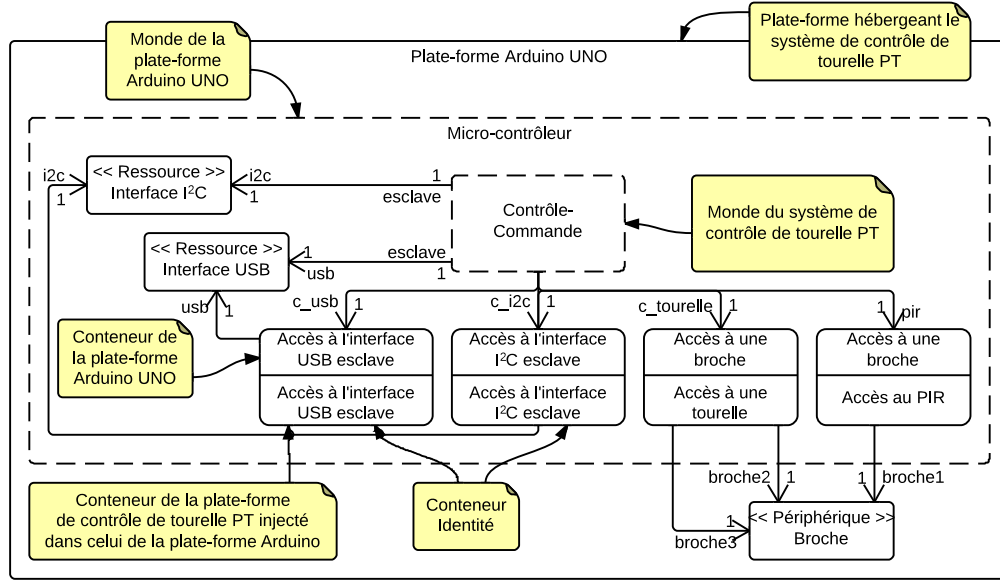 Monde de la
plate-forme
Arduino UNO
Plate-forme Arduino UNO
Plate-forme hébergeant le
système de contrôle de
tourelle PT
Micro-contrôleur
i2c
1
<< Ressource >>
Interface I²C
i2c
1
1
esclave
Contrôle-
Commande
Monde du système de
contrôle de tourelle PT
<< Ressource >>
Interface USB
1
usb
esclave
1
usb
1
c_usb
1
c_i2c
1
c_tourelle
1
1
pir
Conteneur de
la plate-forme
Arduino UNO
Accès à l'interface
USB esclave
Accès à l'interface
USB esclave
Accès à l'interface
I²C esclave
Accès à l'interface
I²C esclave
Accès à une
broche
Accès à une
tourelle
Accès à une
broche
Accès au PIR
Conteneur de la plate-forme
de contrôle de tourelle PT injecté
dans celui de la plate-forme Arduino
Conteneur
Identité
broche2
1
1
broche1
1
broche3
<< Périphérique >>
Broche